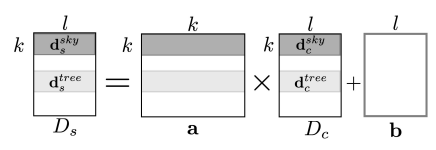 l k l l
k d_s^{sky} k k d_c^{sky}
d_s^{tree} = × d_c^{tree} +
D_s a D_c b